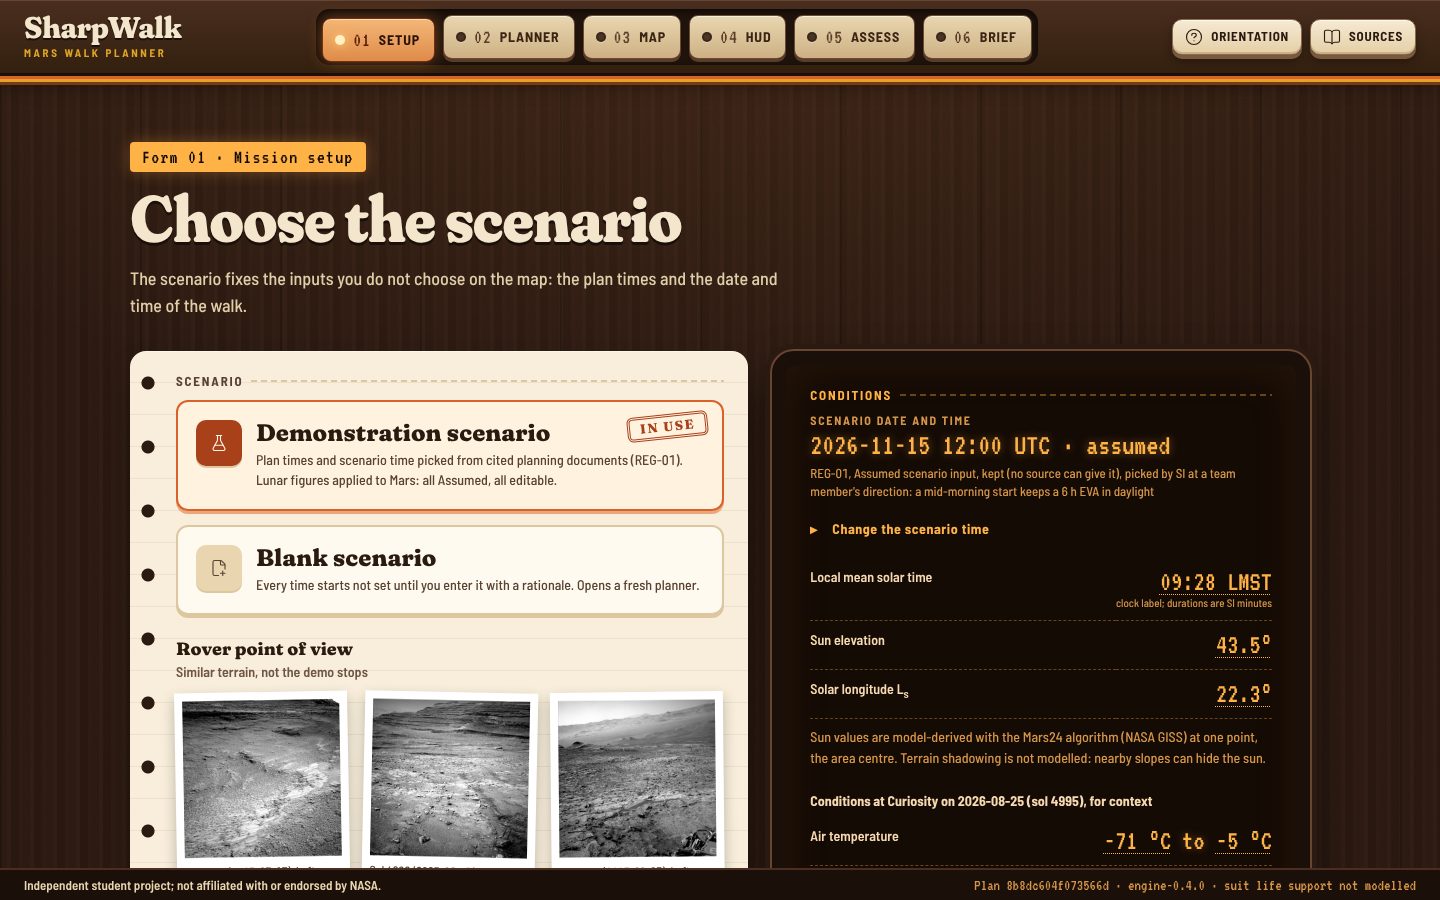 SharpWalk
MARS WALK PLANNER
01 SETUP
02 PLANNER
03 MAP
04 HUD
05 ASSESS
06 BRIEF
ORIENTATION
SOURCES
Form 01 · Mission setup
Choose the scenario
The scenario fixes the inputs you do not choose on the map: the plan times and the date and
time of the walk.
SCENARIO
Demonstration scenario
IN USE
Plan times and scenario time picked from cited planning documents (REG-01).
Lunar figures applied to Mars: all Assumed, all editable.
Blank scenario
Every time starts not set until you enter it with a rationale. Opens a fresh planner.
Rover point of view
Similar terrain, not the demo stops
CONDITIONS
SCENARIO DATE AND TIME
2026-11-15 12:00 UTC · assumed
REG-01, Assumed scenario input, kept (no source can give it), picked by SI at a team
member's direction: a mid-morning start keeps a 6 h EVA in daylight
Change the scenario time
Local mean solar time
09:28 LMST
clock label; durations are SI minutes
Sun elevation
43.5°
Solar longitude Ls
22.3°
Sun values are model-derived with the Mars24 algorithm (NASA GISS) at one point,
the area centre. Terrain shadowing is not modelled: nearby slopes can hide the sun.
Conditions at Curiosity on 2026-08-25 (sol 4995), for context
Air temperature
-71 °C to -5 °C
Independent student project; not affiliated with or endorsed by NASA.
Plan 8b8dc604f073566d · engine-0.4.0 · suit life support not modelled